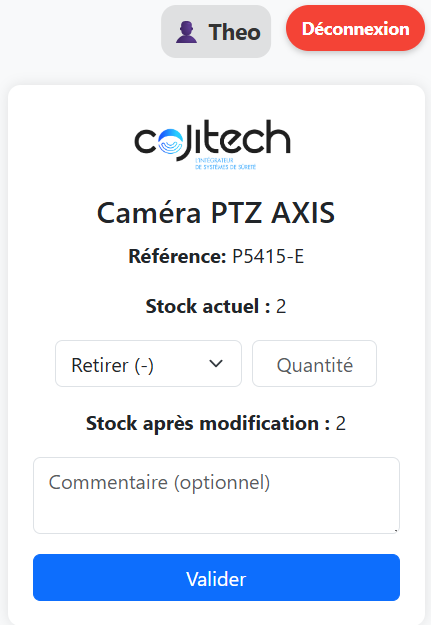 Theo
Déconnexion
cojitech
L'INTÉGRATEUR
DE SYSTÈMES DE SÛRETÉ
Caméra PTZ AXIS
Référence: P5415-E
Stock actuel : 2
Retirer (-)
Quantité
Stock après modification : 2
Commentaire (optionnel)
Valider